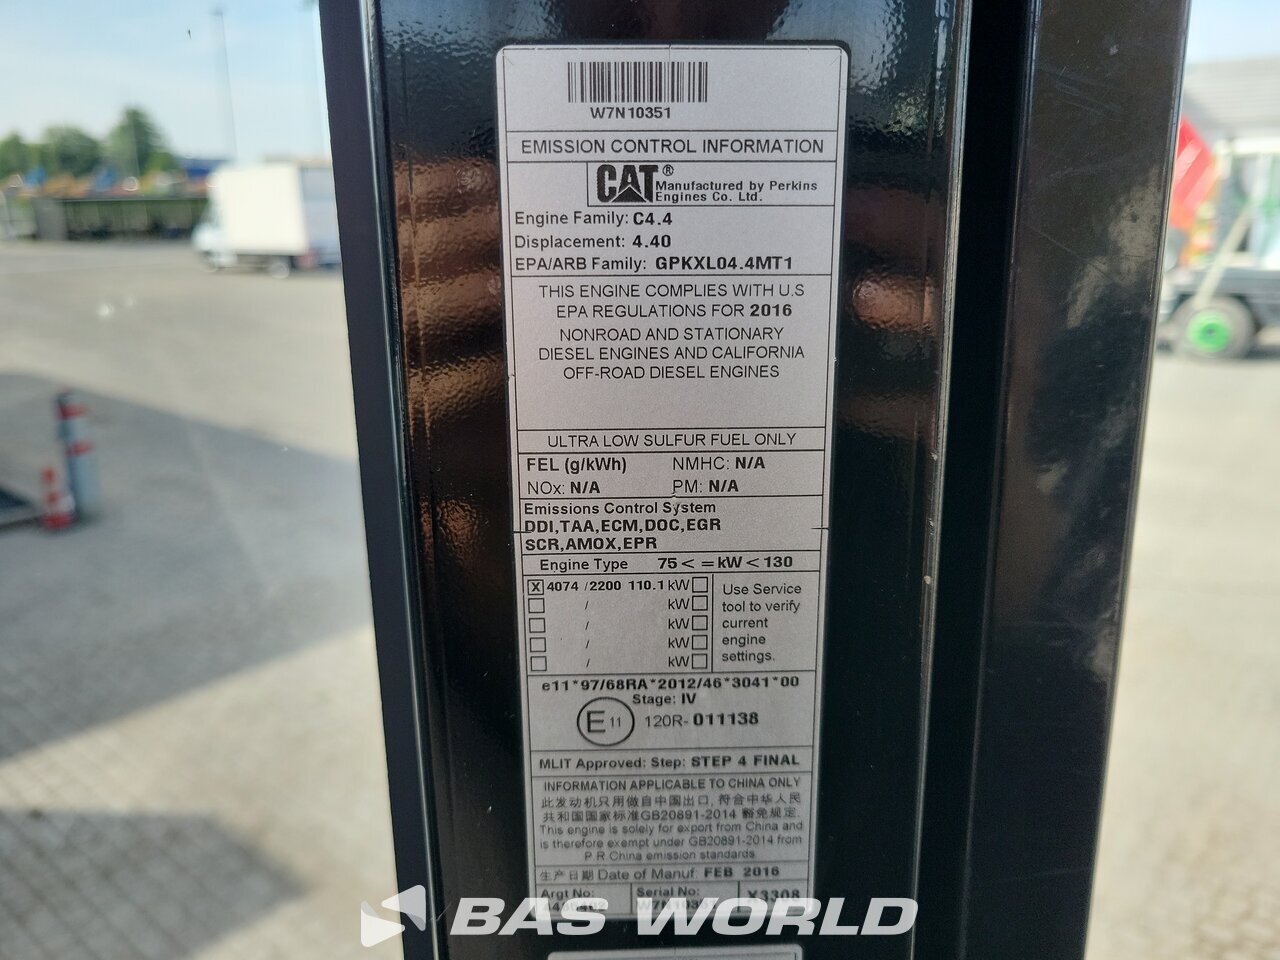 W7N10351
EMISSION CONTROL INFORMATION
CAT® Manufactured by Perkins
Engines Co. Ltd.
Engine Family: C4.4
Displacement: 4.40
EPA/ARB Family: GPKXL04.4MT1
THIS ENGINE COMPLIES WITH U.S
EPA REGULATIONS FOR 2016
NONROAD AND STATIONARY
DIESEL ENGINES AND CALIFORNIA
OFF-ROAD DIESEL ENGINES
ULTRA LOW SULFUR FUEL ONLY
FEL (g/kWh) NMHC: N/A
NOx: N/A PM: N/A
Emissions Control System
DDI,TAA,ECM,DOC,EGR
SCR,AMOX,EPR
Engine Type 75 < = kW < 130
X 4074 / 2200 110.1 kW Use Service
/ kW tool to verify
/ kW current
/ kW engine
/ kW settings.
e11*97/68RA*2012/46*3041*00
Stage: IV
E 11 120R- 011138
MLIT Approved: Step: STEP 4 FINAL
INFORMATION APPLICABLE TO CHINA ONLY
此发动机只用做自中国出口, 符合中华人民
共和国国家标准GB20891-2014 豁免规定.
This engine is solely for export from China and
is therefore exempt under GB20891-2014 from
P.R.China emission standards.
生产日期 Date of Manuf: FEB 2016
Argt No: Serial No: X3308
BAS WORLD